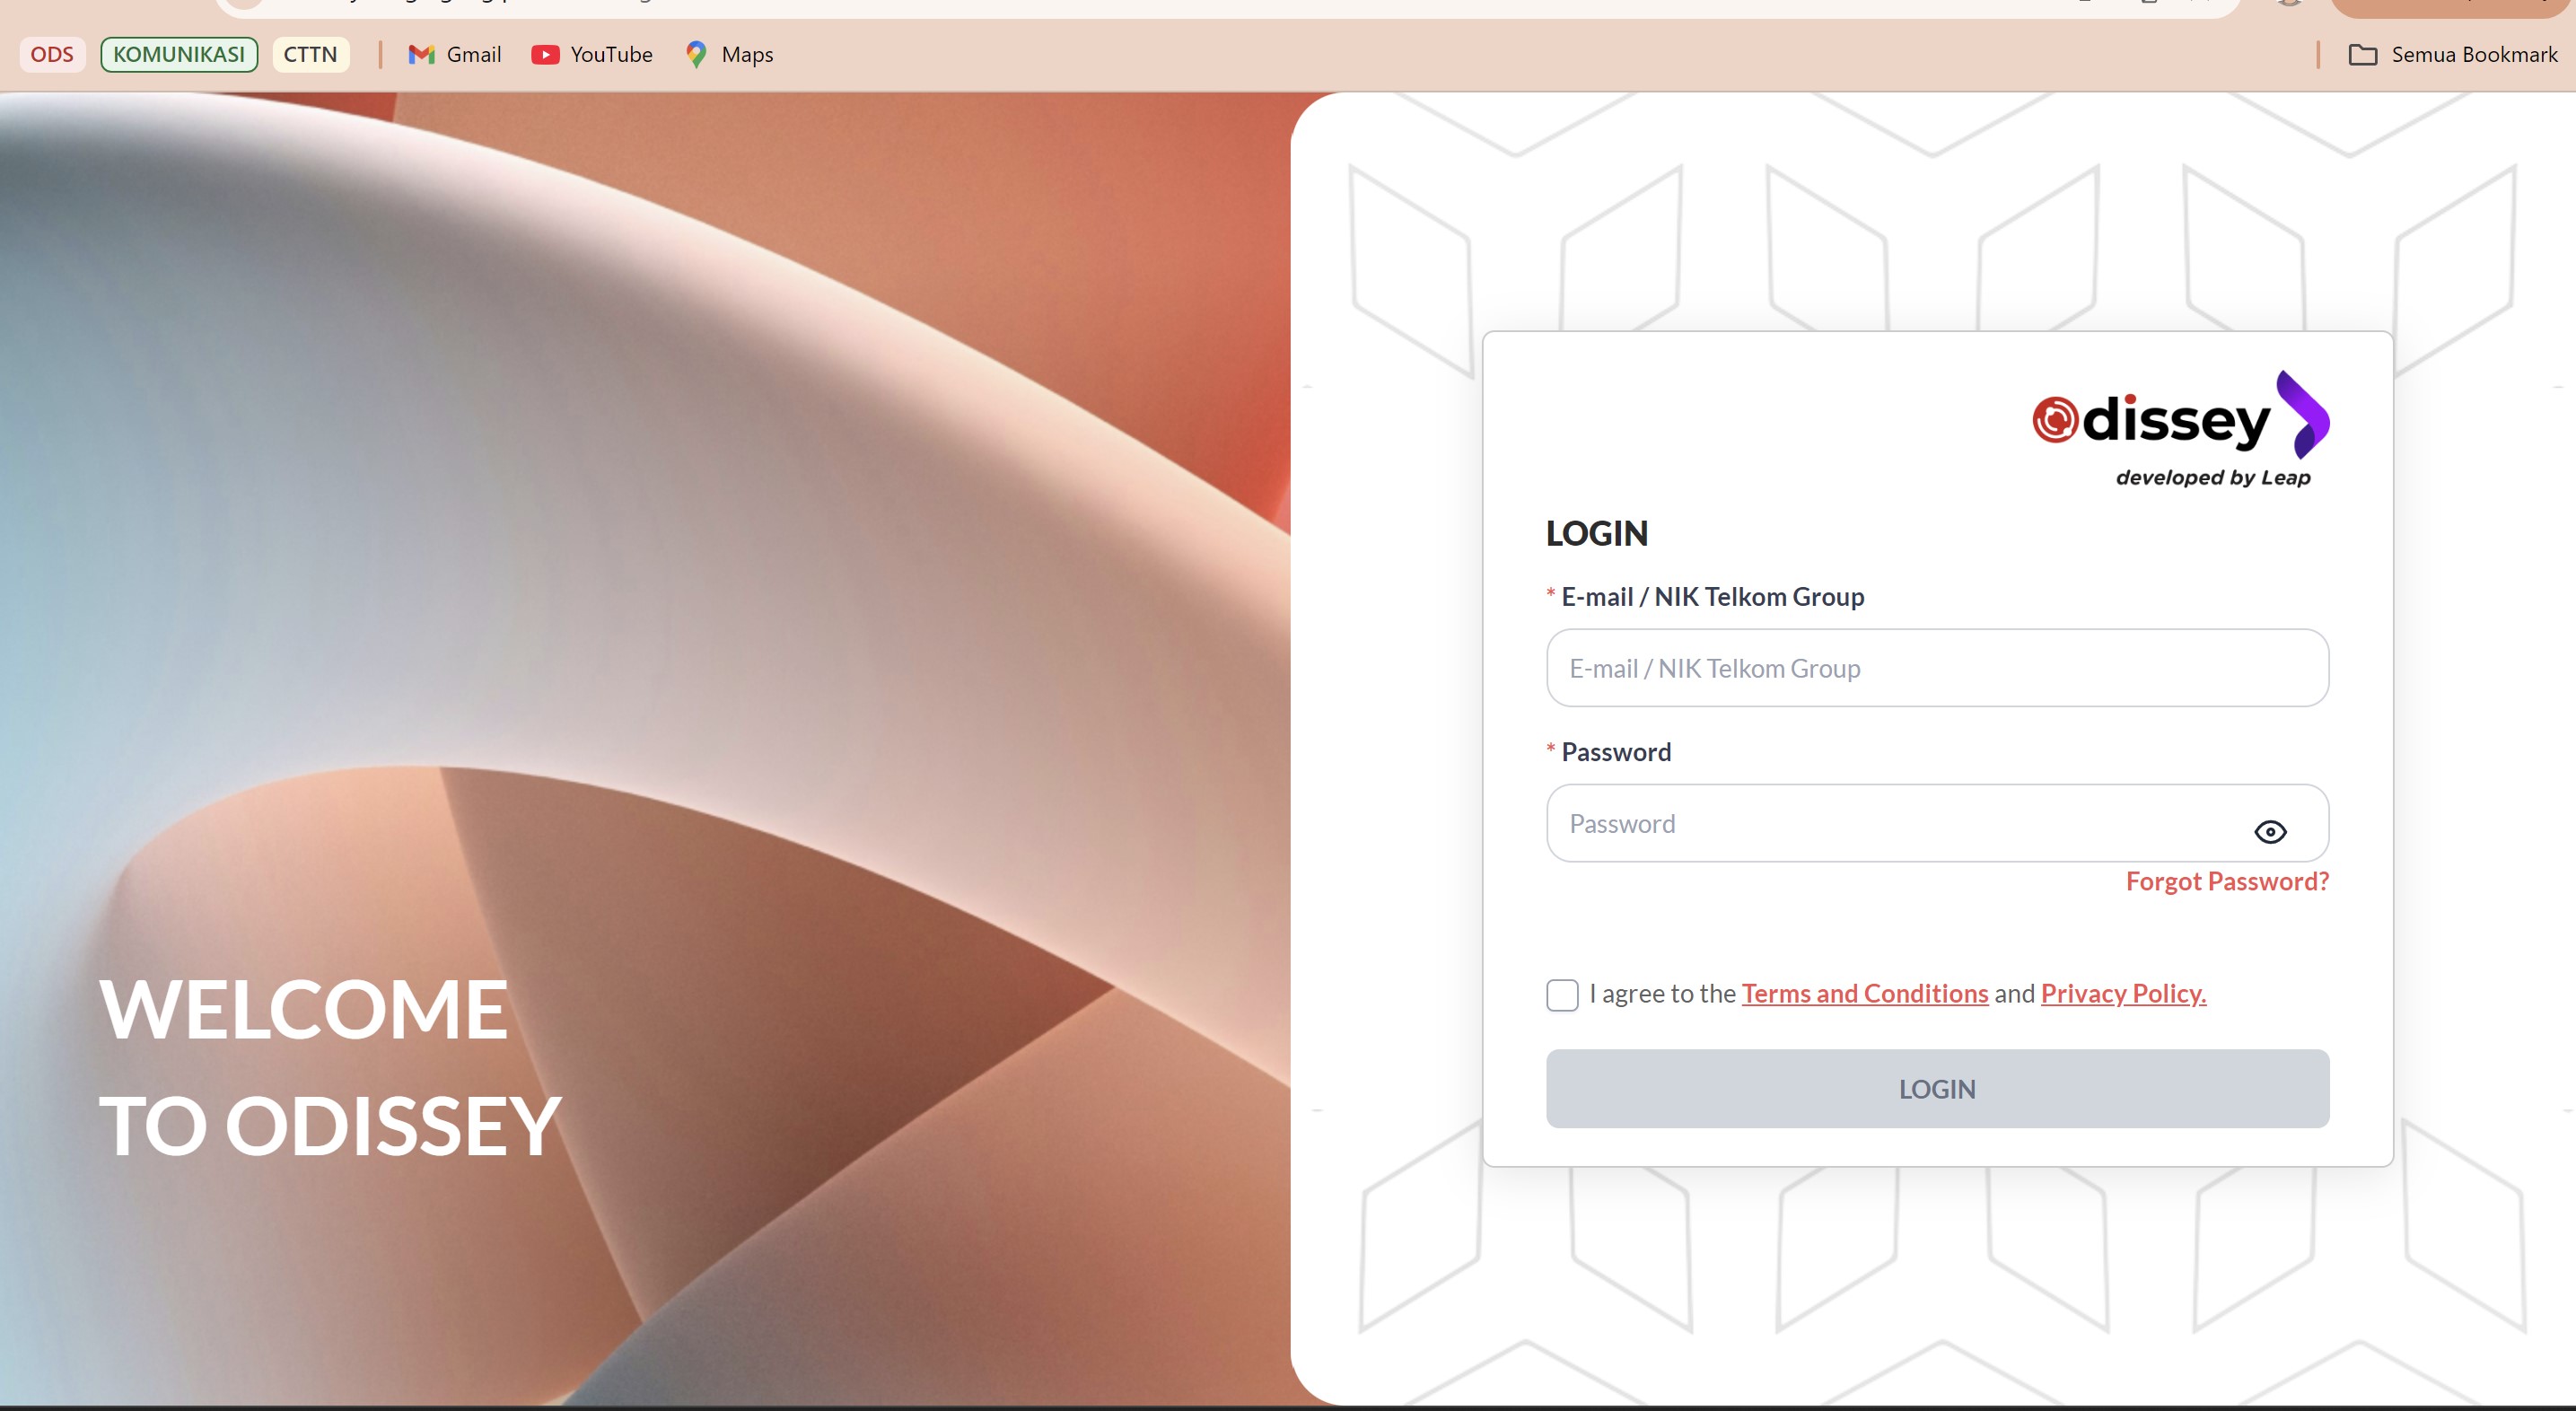 ODS KOMUNIKASI CTTN Gmail YouTube Maps Semua Bookmark
WELCOME
TO ODISSEY
Odissey
developed by Leap
LOGIN
* E-mail / NIK Telkom Group
E-mail / NIK Telkom Group
* Password
Password
Forgot Password?
I agree to the Terms and Conditions and Privacy Policy.
LOGIN